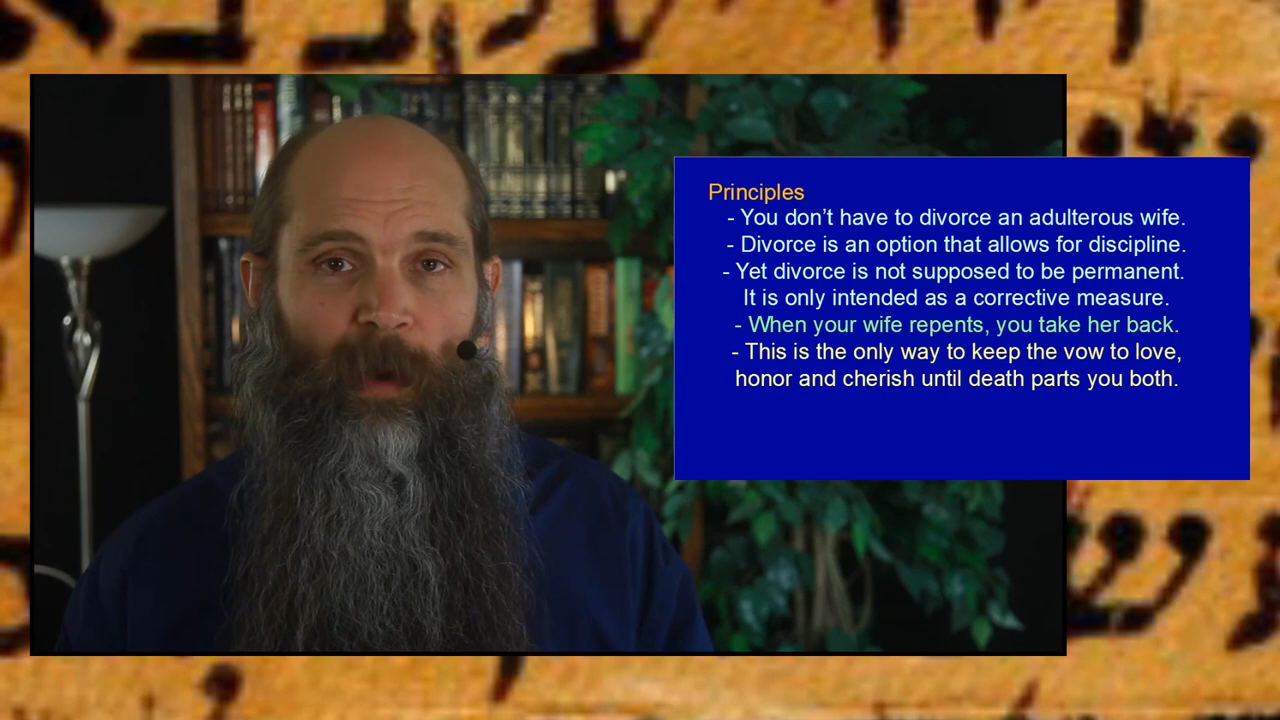 Principles
- You don’t have to divorce an adulterous wife.
- Divorce is an option that allows for discipline.
- Yet divorce is not supposed to be permanent.
It is only intended as a corrective measure.
- When your wife repents, you take her back.
- This is the only way to keep the vow to love,
honor and cherish until death parts you both.